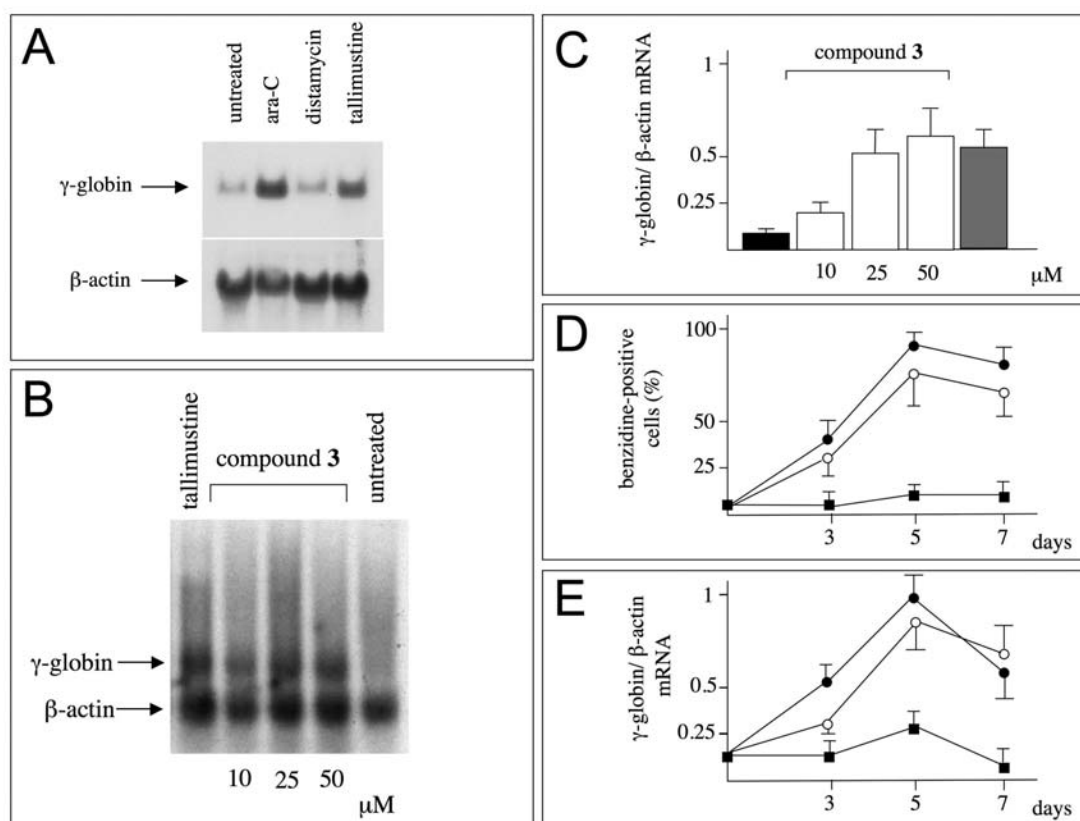 A
untreated
ara-C
distamycin
tallimustine
γ-globin
β-actin
B
tallimustine
compound 3
untreated
γ-globin
β-actin
10 25 50
μM
C
compound 3
γ-globin/ β-actin mRNA
1
0.5
0.25
10 25 50 μM
D
benzidine-positive
cells (%)
100
50
25
3 5 7 days
E
γ-globin/ β-actin
mRNA
1
0.5
0.25
3 5 7 days